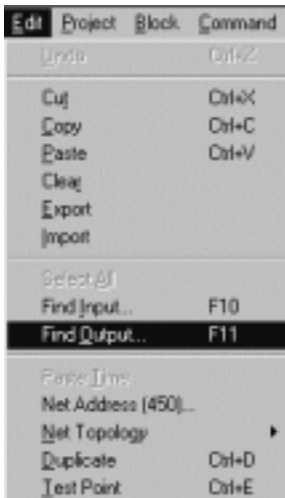 Edit Project Block Command
Undo Ctrl+Z
Cut Ctrl+X
Copy Ctrl+C
Paste Ctrl+V
Clear
Export
Import
Select All
Find Input... F10
Find Output... F11
Paste Time
Net Address (450)...
Net Topology
Duplicate Ctrl+D
Test Point Ctrl+E